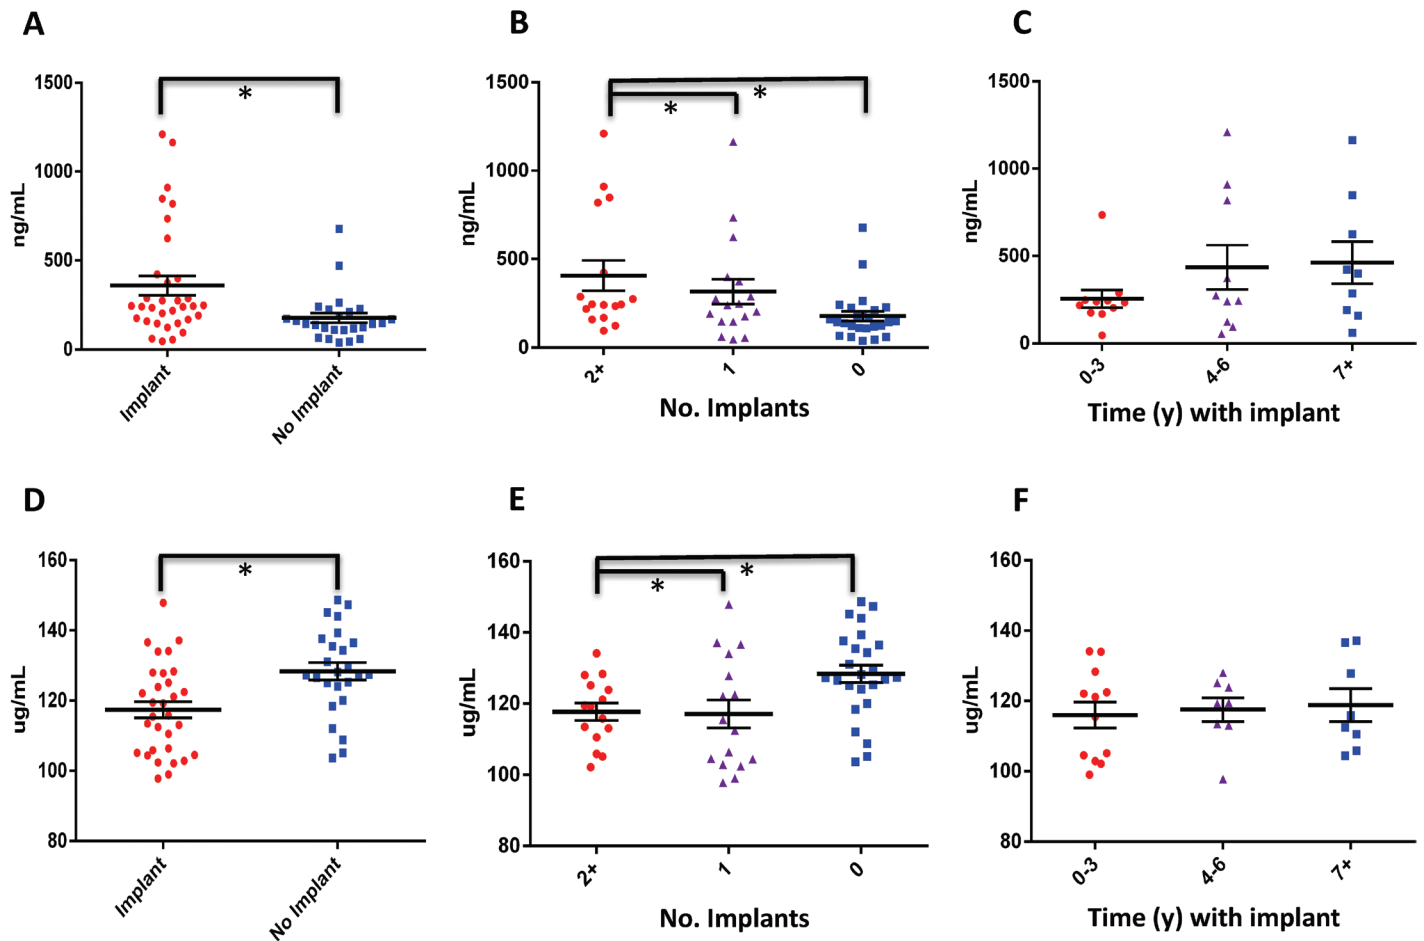 A
B
C
1500
1000
500
0
ng/mL
*
Implant
No Implant
1500
1000
500
0
ng/mL
*
*
2+
1
0
No. Implants
1500
1000
500
0
ng/mL
0-3
4-6
7+
Time (y) with implant
D
E
F
160
140
120
100
80
ug/mL
*
Implant
No Implant
160
140
120
100
80
ug/mL
*
*
2+
1
0
No. Implants
160
140
120
100
80
ug/mL
0-3
4-6
7+
Time (y) with implant